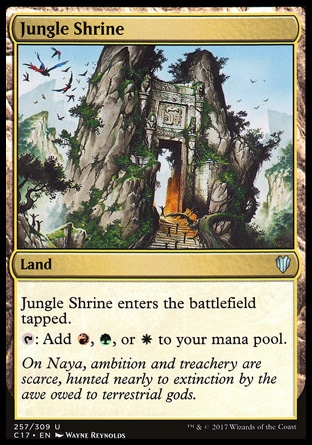 Jungle Shrine
Land
Jungle Shrine enters the battlefield
tapped.
: Add , , or to your mana pool.
On Naya, ambition and treachery are
scarce, hunted nearly to extinction by the
awe owed to terrestrial gods.
257/309 U
C17 • EN Wayne Reynolds
™ & © 2017 Wizards of the Coast